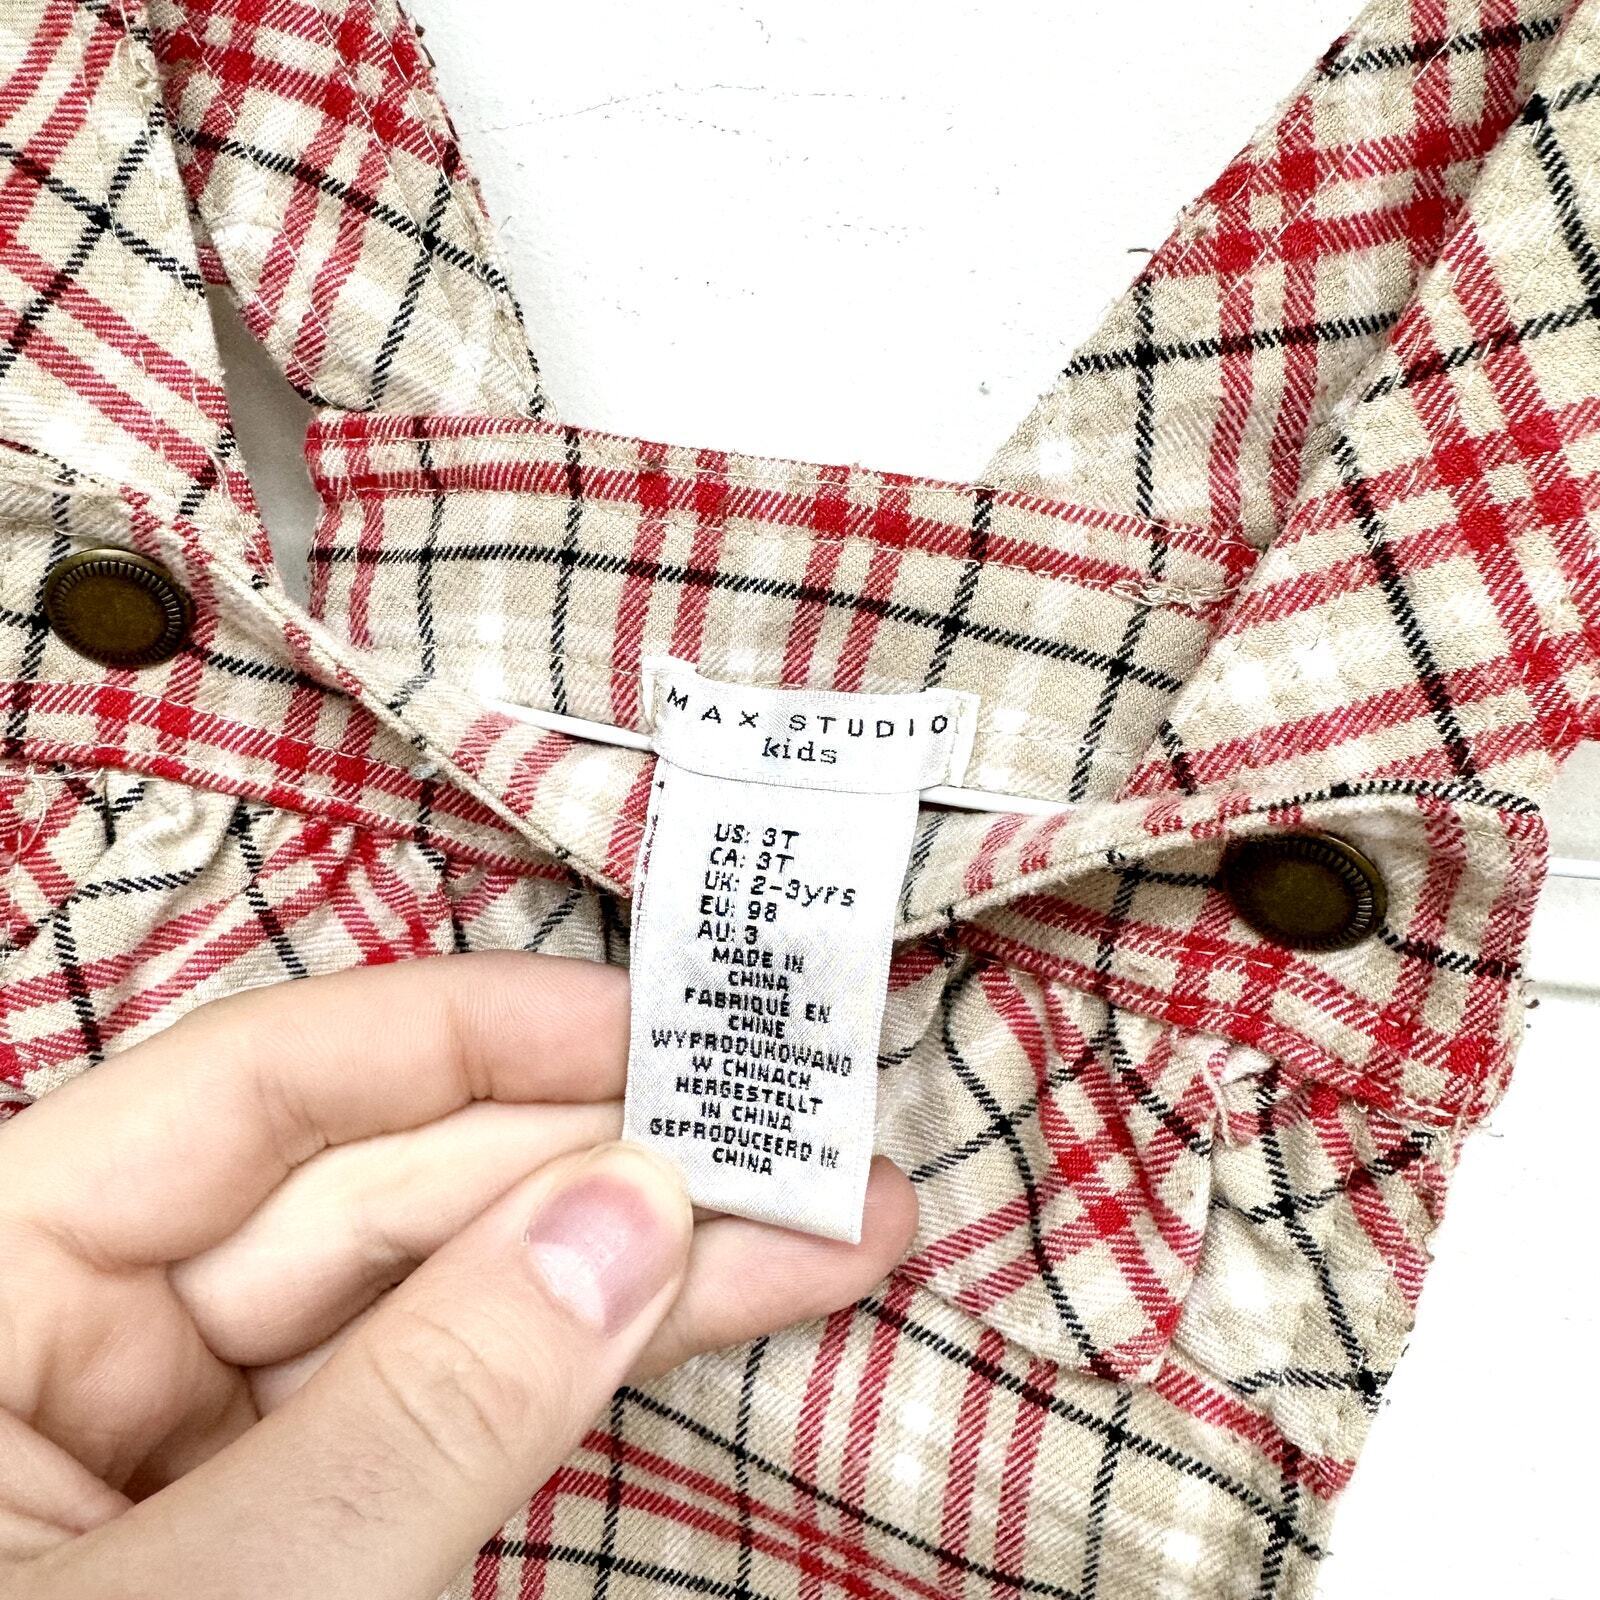 MAX STUDIO
kids
US: 3T
CA: 3T
UK: 2-3yrs
EU: 98
AU: 3
MADE IN
CHINA
FABRIQUÉ EN
CHINE
WYPRODUKOWANO
W CHINACH
HERGESTELLT
IN CHINA
GEPRODUCEERD IN
CHINA